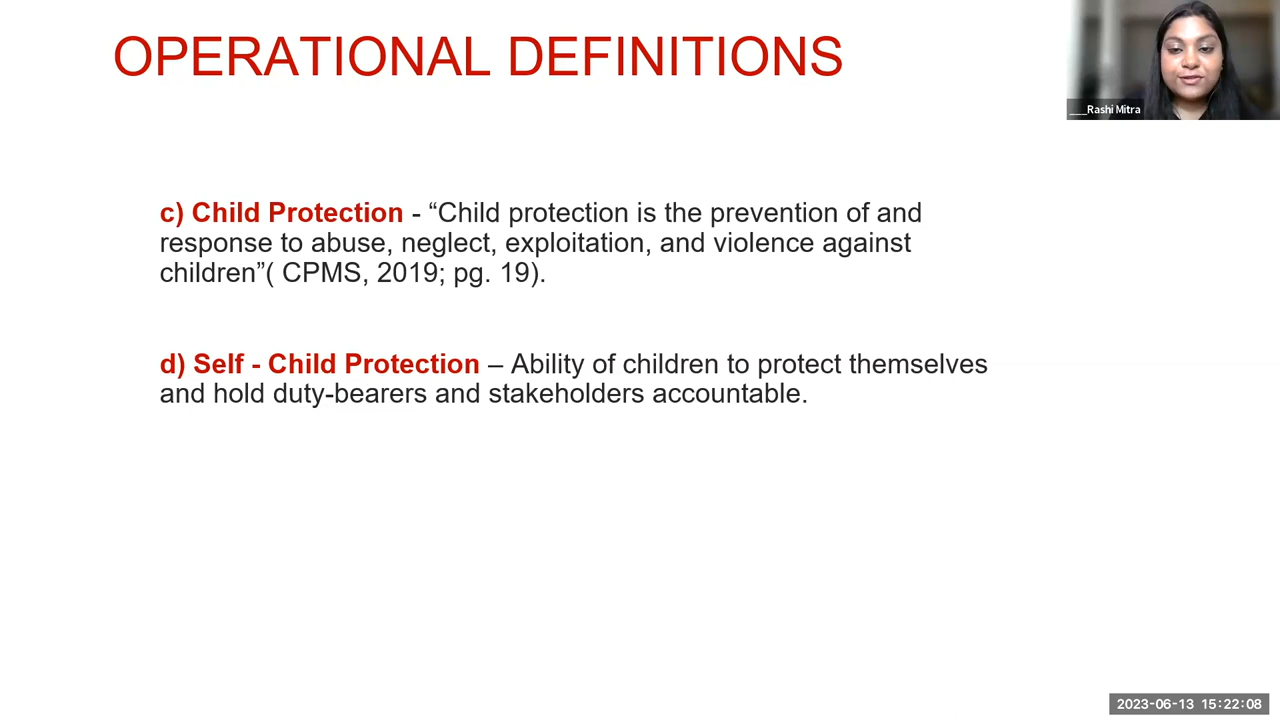 OPERATIONAL DEFINITIONS
___Rashi Mitra
c) Child Protection - “Child protection is the prevention of and
response to abuse, neglect, exploitation, and violence against
children”( CPMS, 2019; pg. 19).
d) Self - Child Protection – Ability of children to protect themselves
and hold duty-bearers and stakeholders accountable.
2023-06-13 15:22:08